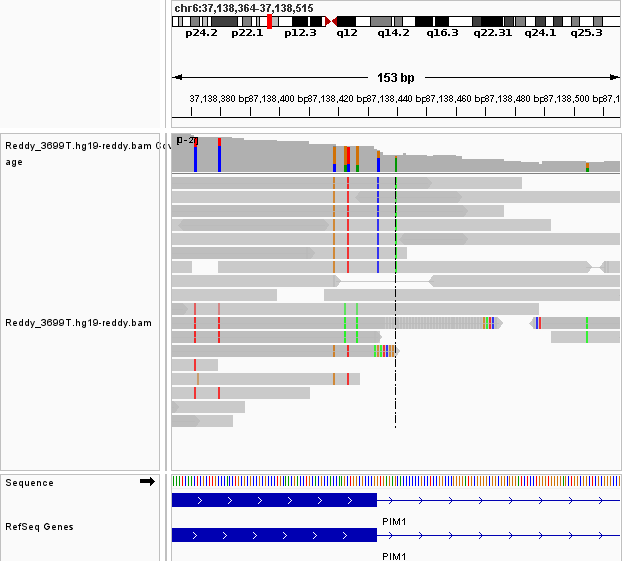 chr6:37,138,364-37,138,515
p24.2 p22.1 p12.3 q12 q14.2 q16.3 q22.31 q24.1 q25.3
153 bp
37,138,380 bp 37,138,400 bp 37,138,420 bp 37,138,440 bp 37,138,460 bp 37,138,480 bp 37,138,500 bp 37,1
Reddy_3699T.hg19-reddy.bam Cov
age
Reddy_3699T.hg19-reddy.bam
Sequence
PIM1
RefSeq Genes
PIM1